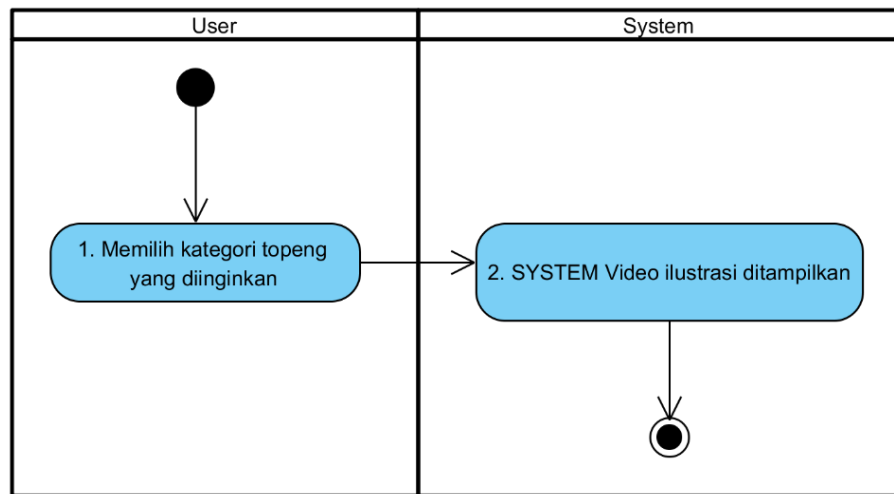 User
System
1. Memilih kategori topeng
yang diinginkan
2. SYSTEM Video ilustrasi ditampilkan